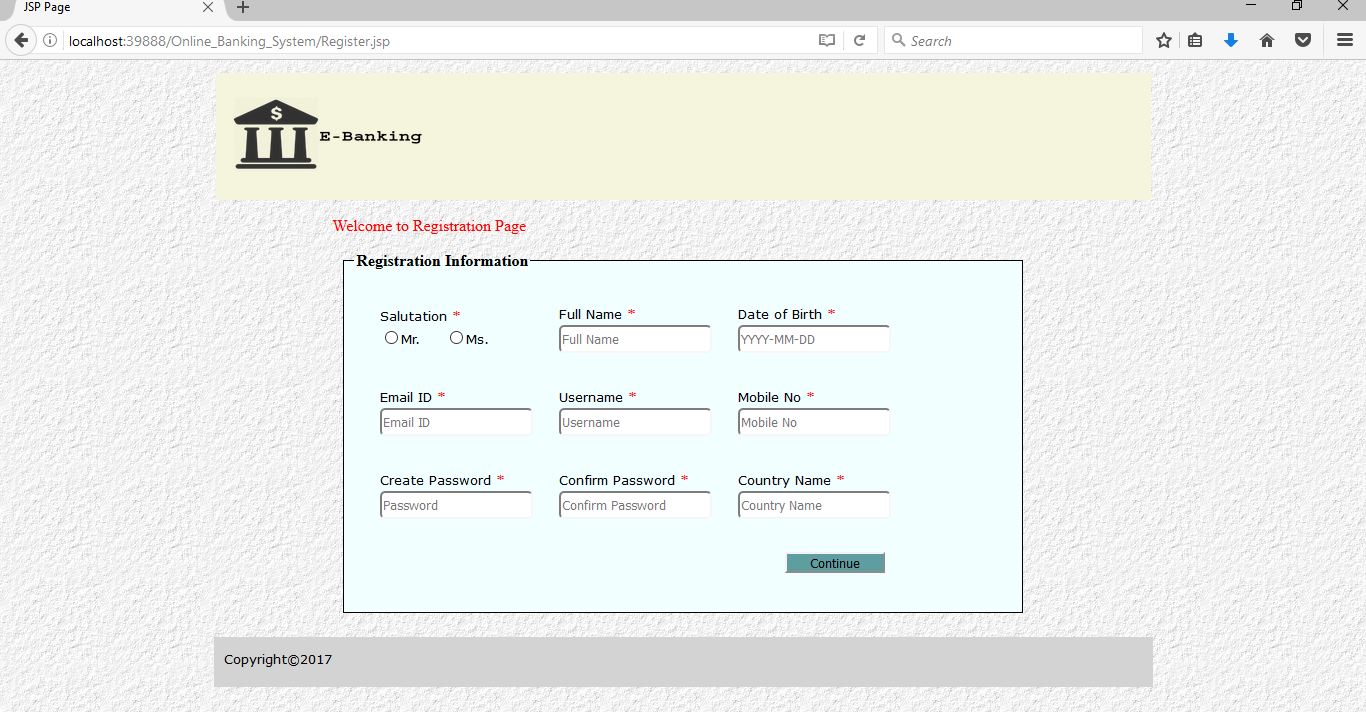 JSP Page
localhost:39888/Online_Banking_System/Register.jsp
Search
$
E-Banking
Welcome to Registration Page
Registration Information
Salutation * Full Name * Date of Birth *
Mr. Ms. Full Name YYYY-MM-DD
Email ID * Username * Mobile No *
Email ID Username Mobile No
Create Password * Confirm Password * Country Name *
Password Confirm Password Country Name
Continue
Copyright©2017